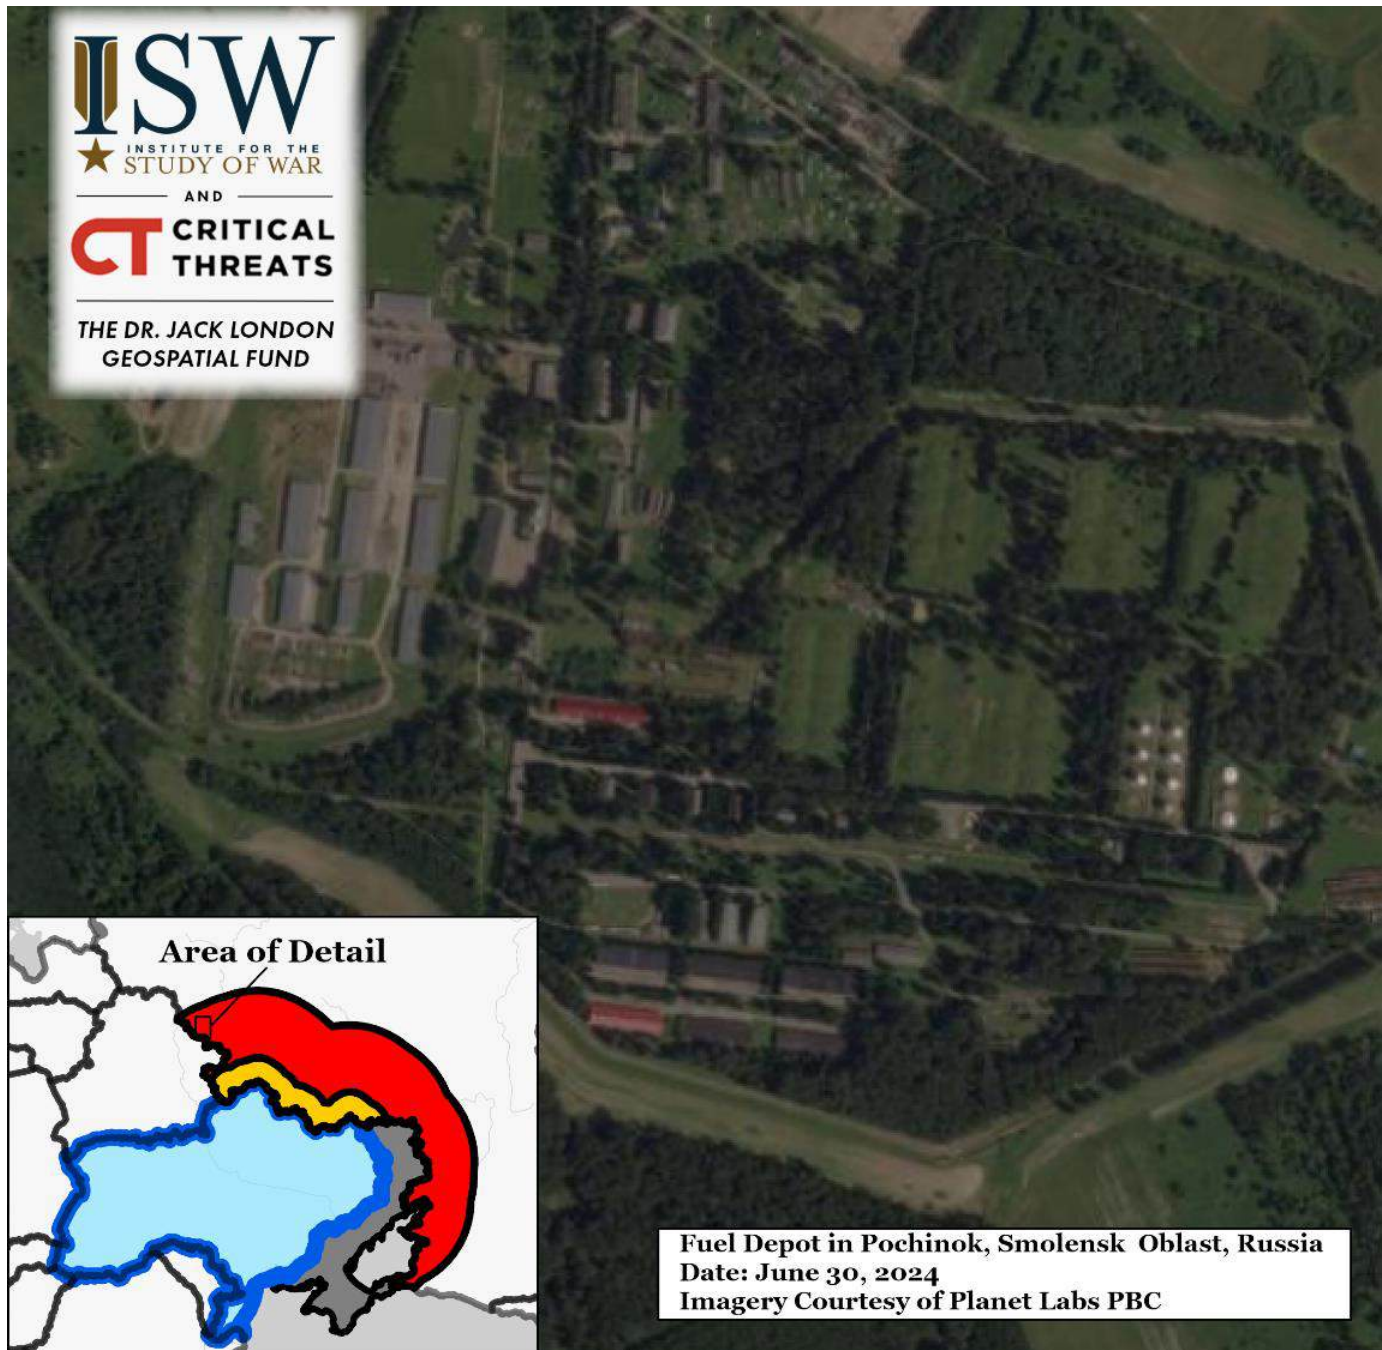 ISW
INSTITUTE FOR THE
STUDY OF WAR
AND
CT CRITICAL
THREATS
THE DR. JACK LONDON
GEOSPATIAL FUND
Area of Detail
Fuel Depot in Pochinok, Smolensk Oblast, Russia
Date: June 30, 2024
Imagery Courtesy of Planet Labs PBC